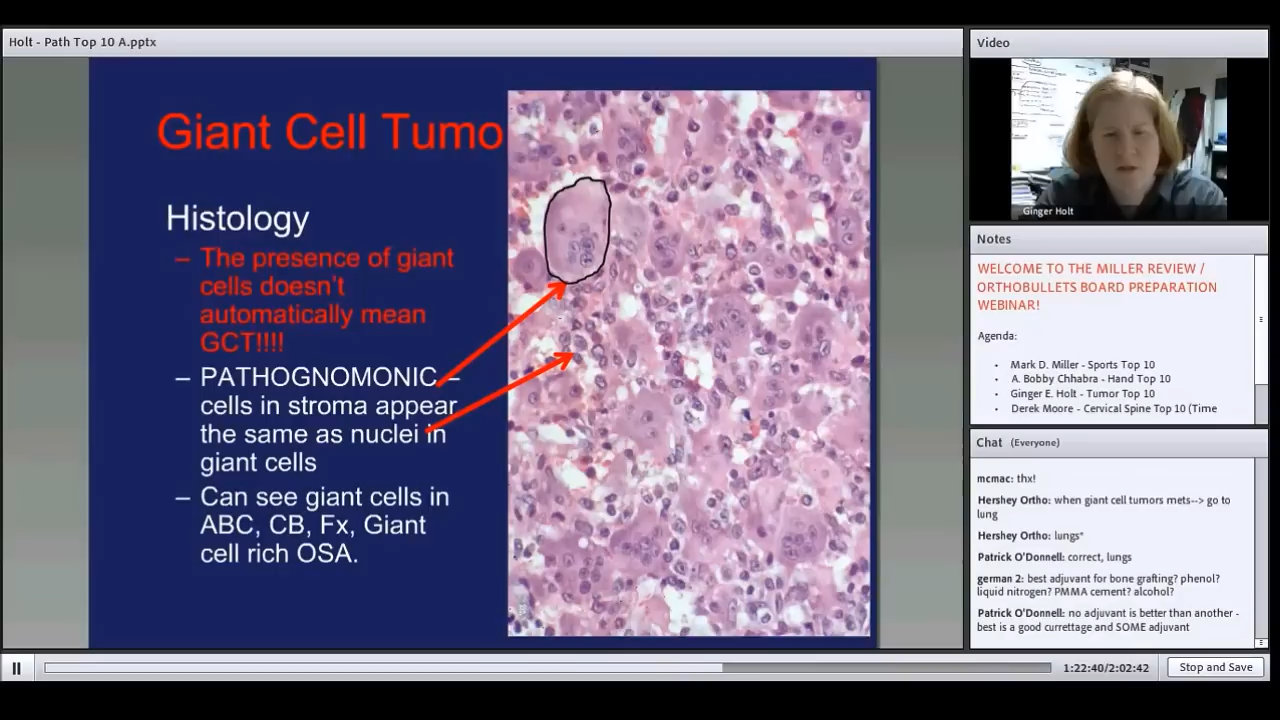 Holt - Path Top 10 A.pptx
Giant Cell Tumo
Histology
– The presence of giant
cells doesn't
automatically mean
GCT!!!!
– PATHOGNOMONIC –
cells in stroma appear
the same as nuclei in
giant cells
– Can see giant cells in
ABC, CB, Fx, Giant
cell rich OSA.
Video
Ginger Holt
Notes
WELCOME TO THE MILLER REVIEW /
ORTHOBULLETS BOARD PREPARATION
WEBINAR!
Agenda:
• Mark D. Miller - Sports Top 10
• A. Bobby Chhabra - Hand Top 10
• Ginger E. Holt - Tumor Top 10
• Derek Moore - Cervical Spine Top 10 (Time
Chat (Everyone)
mcmac: thx!
Hershey Ortho: when giant cell tumors mets--> go to
lung
Hershey Ortho: lungs*
Patrick O'Donnell: correct, lungs
german 2: best adjuvant for bone grafting? phenol?
liquid nitrogen? PMMA cement? alcohol?
Patrick O'Donnell: no adjuvant is better than another -
best is a good currettage and SOME adjuvant
1:22:40/2:02:42
Stop and Save